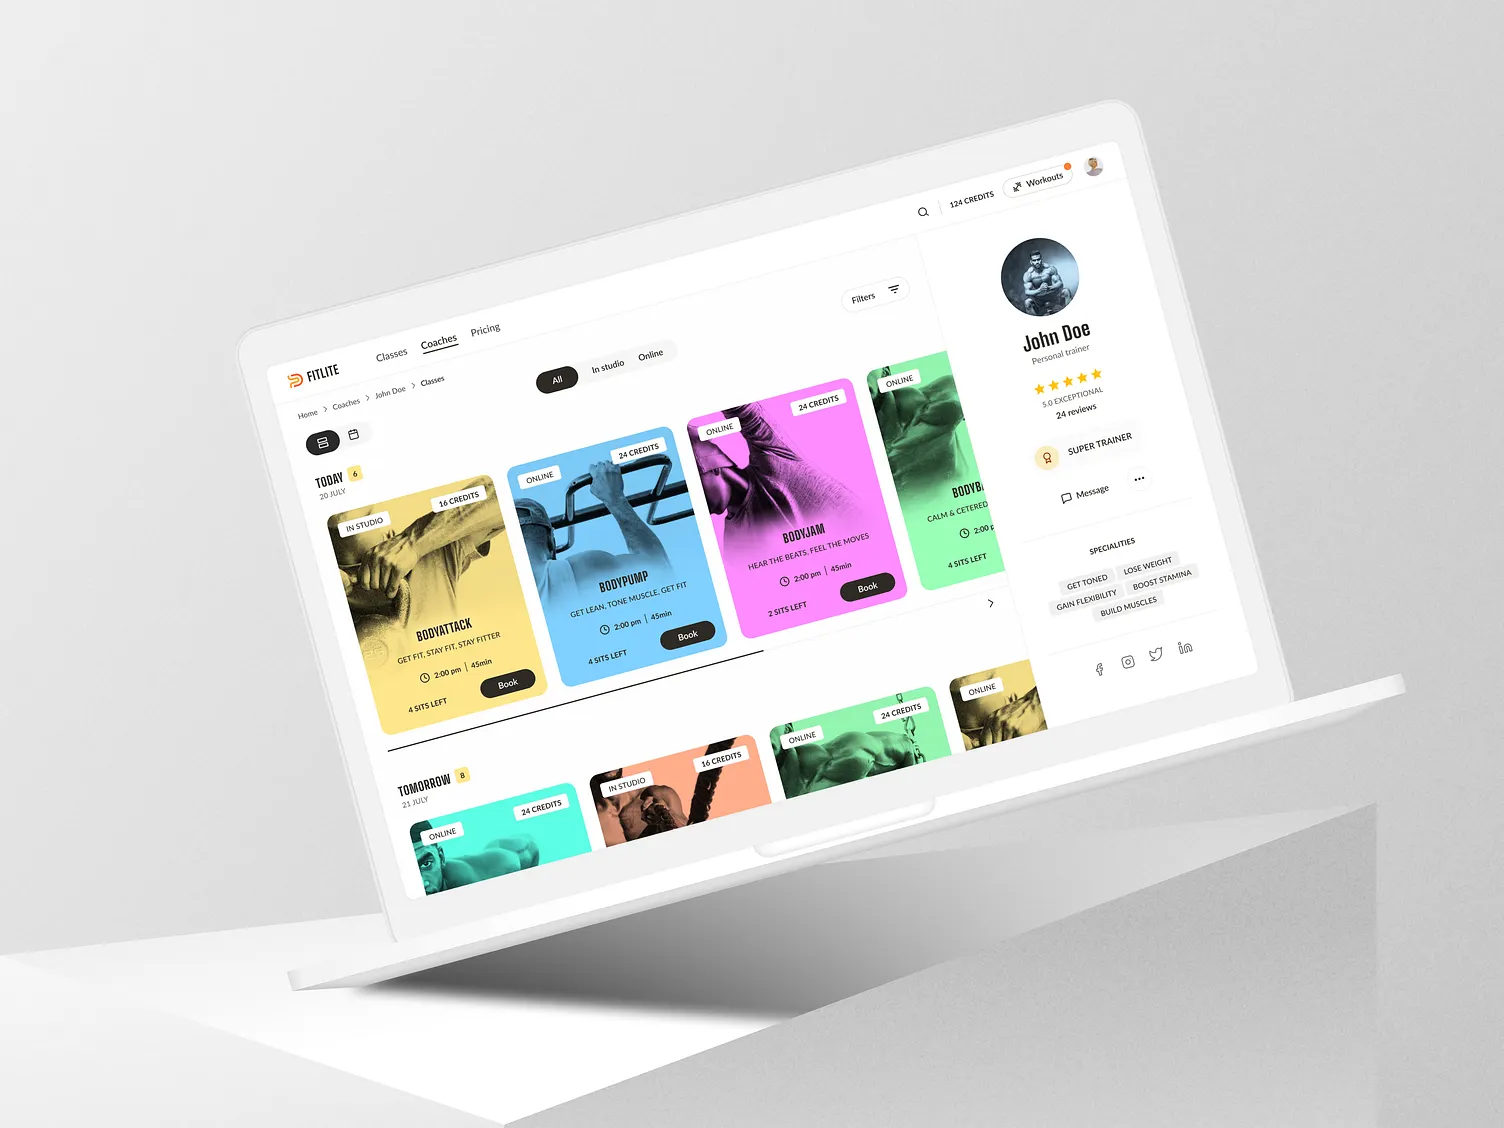 FITLITE
Classes
Coaches
Pricing
124 CREDITS
Workouts
Home > Coaches > John Doe > Classes
All
In studio
Online
Filters
TODAY 6
20 JULY
IN STUDIO
16 CREDITS
BODYATTACK
GET FIT, STAY FIT, STAY FITTER
2:00 pm | 45min
4 SITS LEFT
Book
ONLINE
24 CREDITS
BODYPUMP
GET LEAN, TONE MUSCLE, GET FIT
2:00 pm | 45min
4 SITS LEFT
Book
ONLINE
24 CREDITS
BODYJAM
HEAR THE BEATS, FEEL THE MOVES
2:00 pm | 45min
2 SITS LEFT
Book
ONLINE
BODYB
CALM & CETERED
2:00 p
4 SITS LEFT
TOMORROW 8
21 JULY
ONLINE
24 CREDITS
IN STUDIO
16 CREDITS
ONLINE
24 CREDITS
ONLINE
John Doe
Personal trainer
5.0 EXCEPTIONAL
24 reviews
SUPER TRAINER
Message
SPECIALITIES
GET TONED
LOSE WEIGHT
GAIN FLEXIBILITY
BOOST STAMINA
BUILD MUSCLES